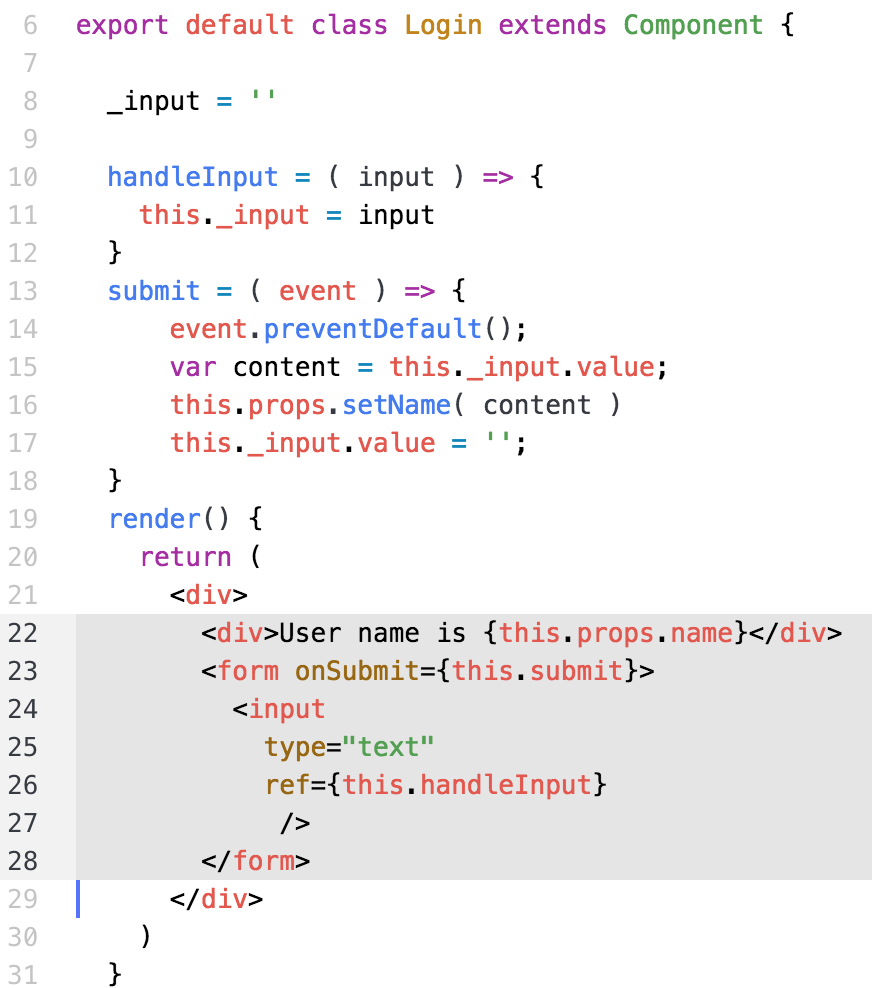 6 export default class Login extends Component {
7
8   _input = ''
9
10   handleInput = ( input ) => {
11     this._input = input
12   }
13   submit = ( event ) => {
14       event.preventDefault();
15       var content = this._input.value;
16       this.props.setName( content )
17       this._input.value = '';
18   }
19   render() {
20     return (
21       <div>
22         <div>User name is {this.props.name}</div>
23         <form onSubmit={this.submit}>
24           <input
25             type="text"
26             ref={this.handleInput}
27              />
28         </form>
29       </div>
30     )
31   }